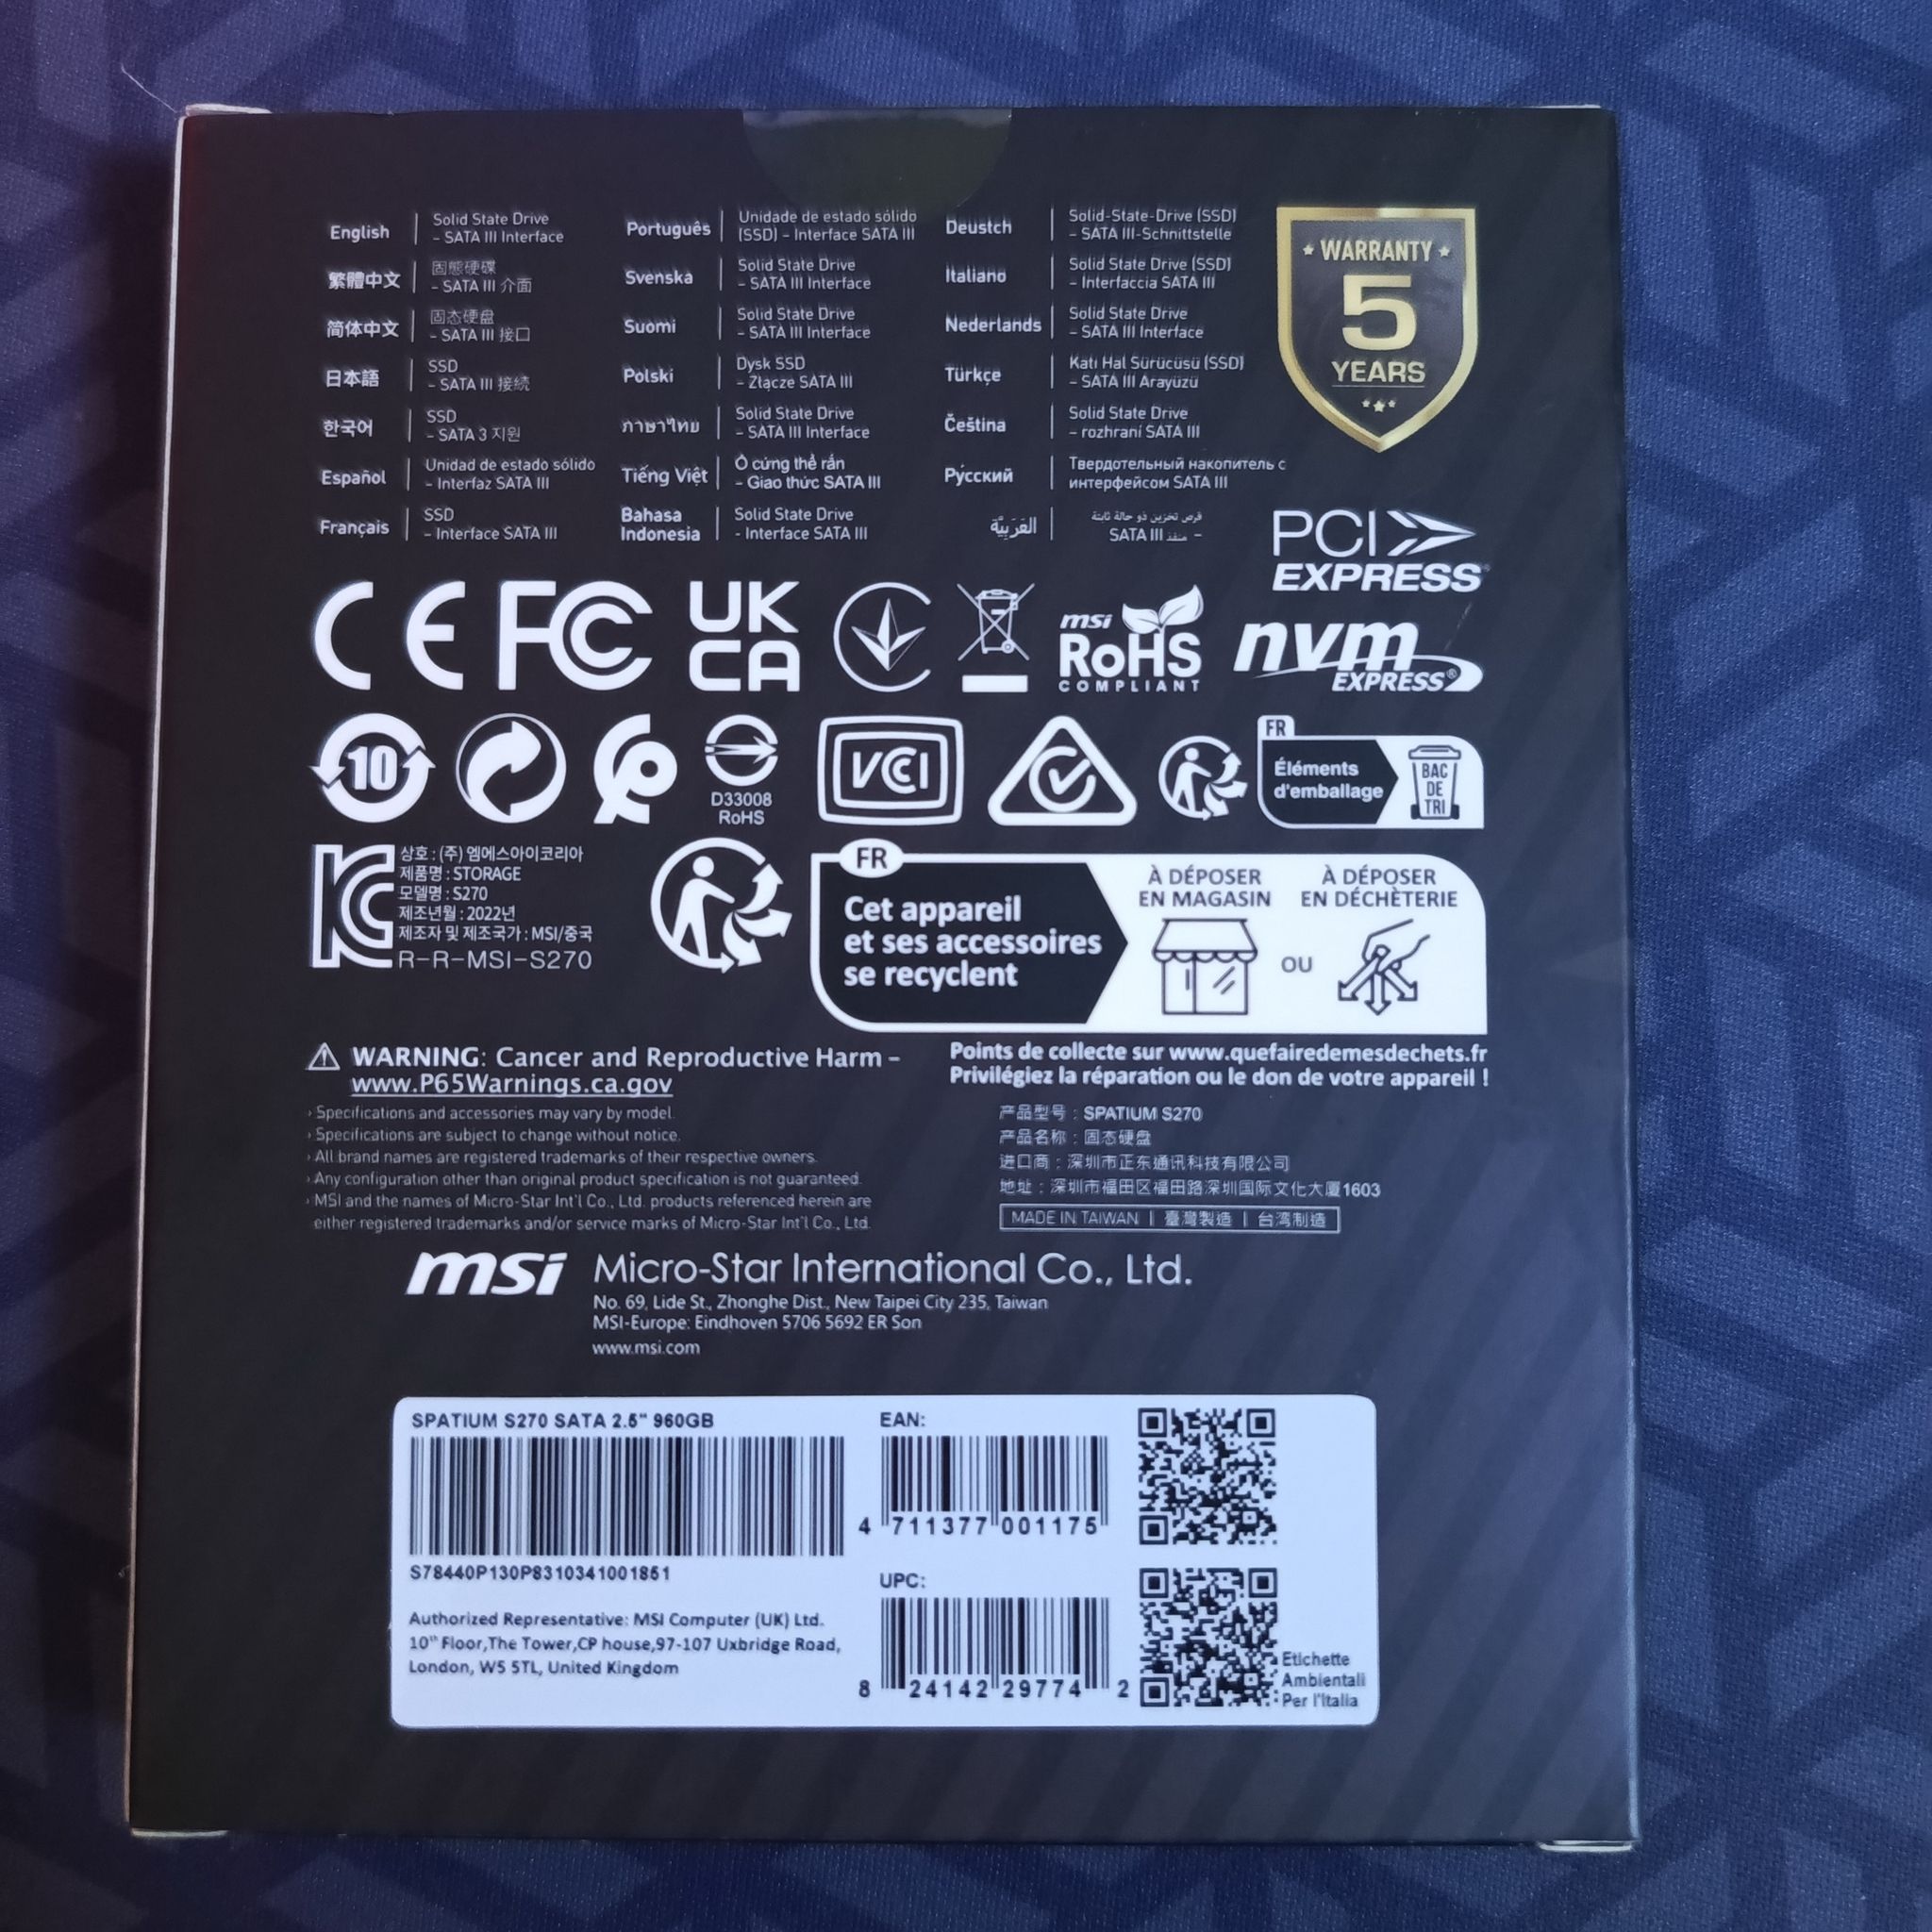 English
Solid State Drive
- SATA III Interface
繁體中文
固態硬碟
- SATA III 介面
简体中文
固态硬盘
- SATA III 接口
日本語
SSD
- SATA III 接続
한국어
SSD
- SATA 3 지원
Español
Unidad de estado sólido
- Interfaz SATA III
Français
SSD
- Interface SATA III
Português
Unidade de estado sólido
(SSD) - Interface SATA III
Svenska
Solid State Drive
- SATA III Interface
Suomi
Solid State Drive
- SATA III Interface
Polski
Dysk SSD
- Złącze SATA III
ภาษาไทย
Solid State Drive
- SATA III Interface
Tiếng Việt
Ổ cứng thể rắn
- Giao thức SATA III
Bahasa
Indonesia
Solid State Drive
- Interface SATA III
Deustch
Solid-State-Drive (SSD)
- SATA III-Schnittstelle
Italiano
Solid State Drive (SSD)
- Interfaccia SATA III
Nederlands
Solid State Drive
- SATA III Interface
Türkçe
Katı Hal Sürücüsü (SSD)
- SATA III Arayüzü
Čeština
Solid State Drive
- rozhraní SATA III
Ру́сский
Твердотельный накопитель с
интерфейсом SATA III
العَرَبِيَّة
قرص تخزين ذو حالة ثابتة
- منفذ SATA III
WARRANTY
5
YEARS
PCI
EXPRESS®
CE FC UK
CA
msi
RoHS
COMPLIANT
nvm
EXPRESS®
10
D33008
RoHS
VCCI
FR
Éléments
d'emballage
BAC
DE
TRI
상호 : (주) 엠에스아이코리아
제품명 : STORAGE
모델명 : S270
제조년월 : 2022년
제조자 및 제조국가 : MSI/중국
R-R-MSI-S270
FR
Cet appareil
et ses accessoires
se recyclent
À DÉPOSER
EN MAGASIN
OU
À DÉPOSER
EN DÉCHÈTERIE
WARNING: Cancer and Reproductive Harm –
www.P65Warnings.ca.gov
Points de collecte sur www.quefairedemesdechets.fr
Privilégiez la réparation ou le don de votre appareil !
› Specifications and accessories may vary by model.
› Specifications are subject to change without notice.
› All brand names are registered trademarks of their respective owners.
› Any configuration other than original product specification is not guaranteed.
› MSI and the names of Micro-Star Int'l Co., Ltd. products referenced herein are
either registered trademarks and/or service marks of Micro-Star Int'l Co., Ltd.
产品型号：SPATIUM S270
产品名称：固态硬盘
进口商：深圳市正东通讯科技有限公司
地址：深圳市福田区福田路深圳国际文化大厦1603
MADE IN TAIWAN | 臺灣製造 | 台湾制造
msi
Micro-Star International Co., Ltd.
No. 69, Lide St., Zhonghe Dist., New Taipei City 235, Taiwan
MSI-Europe: Eindhoven 5706 5692 ER Son
www.msi.com
SPATIUM S270 SATA 2.5" 960GB
S78440P130P8310341001851
Authorized Representative: MSI Computer (UK) Ltd.
10th Floor,The Tower,CP house,97-107 Uxbridge Road,
London, W5 5TL, United Kingdom
EAN:
4 711377 001175
UPC:
8 24142 29774 2
Etichette
Ambientali
Per l'Italia